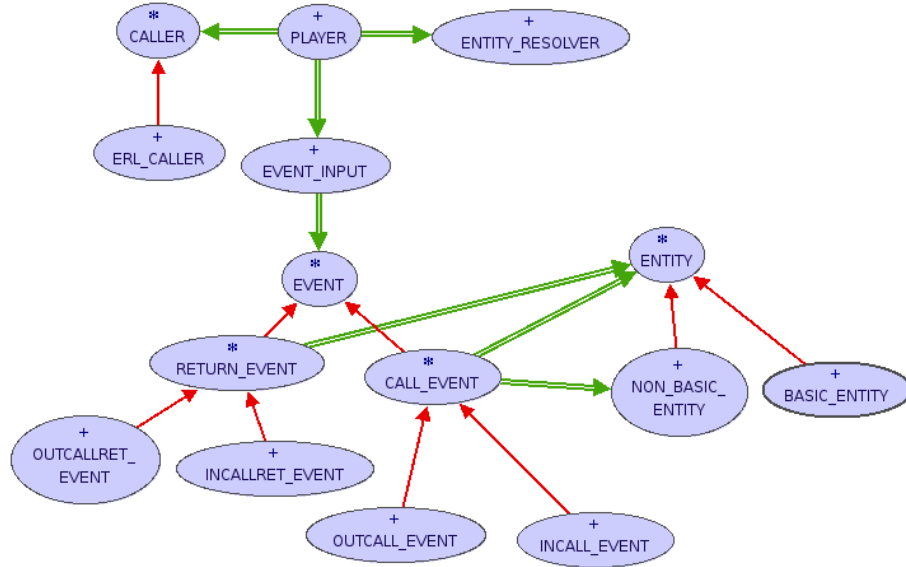 *
CALLER
+
PLAYER
+
ENTITY_RESOLVER
+
ERL_CALLER
+
EVENT_INPUT
*
EVENT
*
ENTITY
*
RETURN_EVENT
*
CALL_EVENT
+
NON_BASIC_
ENTITY
+
BASIC_ENTITY
+
OUTCALLRET_
EVENT
+
INCALLRET_EVENT
+
OUTCALL_EVENT
+
INCALL_EVENT